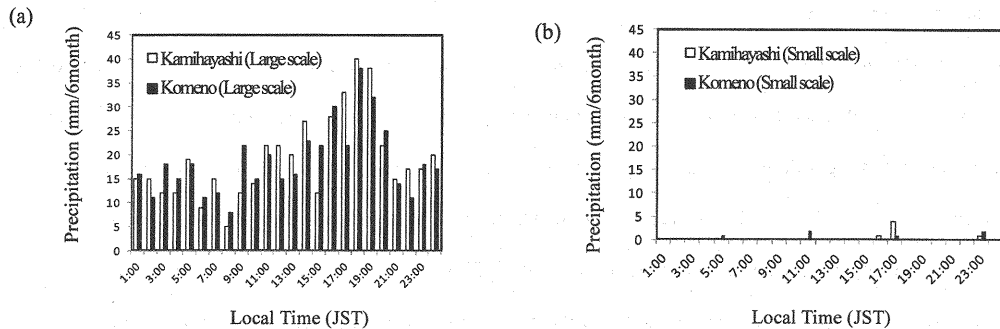 (a)
45
40
35
30
25
20
15
10
5
0
Precipitation (mm/6month)
Kamihayashi (Large scale)
Komeno (Large scale)
1:00 3:00 5:00 7:00 9:00 11:00 13:00 15:00 17:00 19:00 21:00 23:00
Local Time (JST)
(b)
45
40
35
30
25
20
15
10
5
0
Precipitation (mm/6month)
Kamihayashi (Small scale)
Komeno (Small scale)
1:00 3:00 5:00 7:00 9:00 11:00 13:00 15:00 17:00 19:00 21:00 23:00
Local Time (JST)